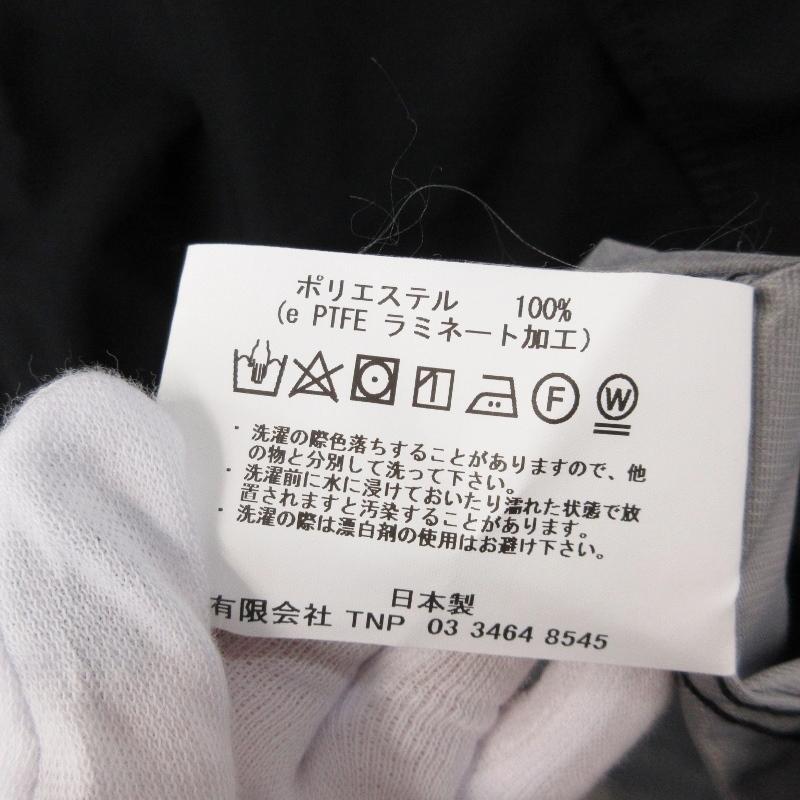 ポリエステル 100%
(e PTFE ラミネート加工)
F W
・洗濯の際色落ちすることがありますので、他
の物と分別して洗って下さい。
・洗濯前に水に浸けておいたり濡れた状態で放
置されますと汚染することがあります。
・洗濯の際は漂白剤の使用はお避け下さい。
日本製
有限会社 TNP 03 3464 8545